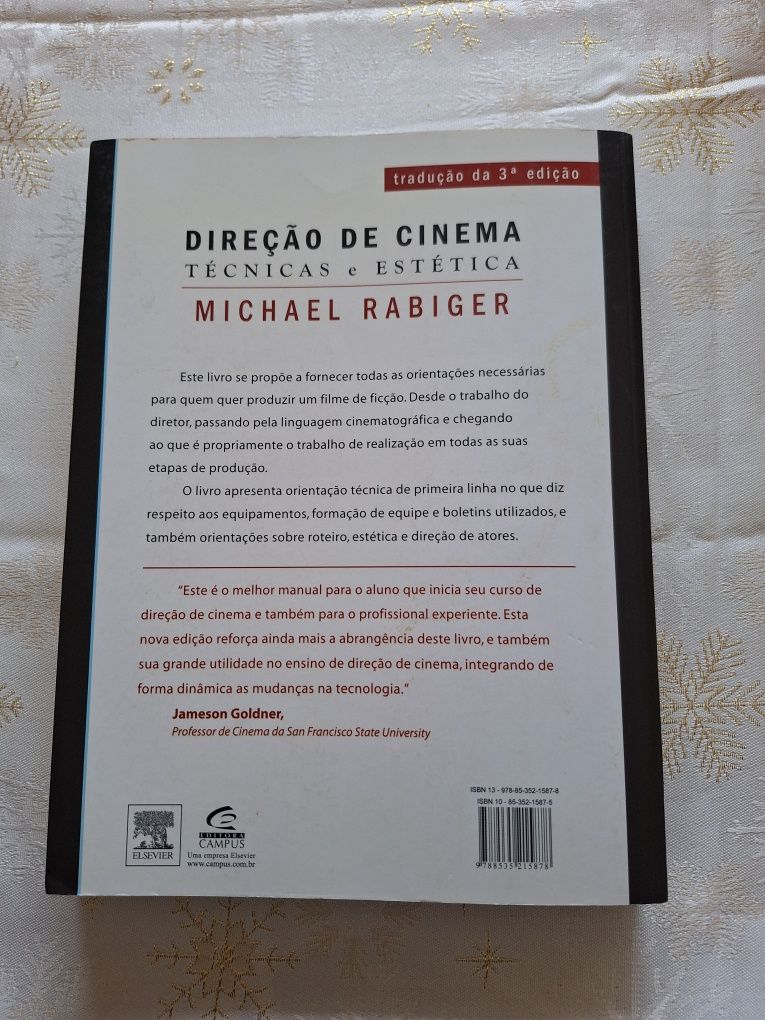 tradução da 3ª edição
DIREÇÃO DE CINEMA
TÉCNICAS e ESTÉTICA
MICHAEL RABIGER
Este livro se propõe a fornecer todas as orientações necessárias
para quem quer produzir um filme de ficção. Desde o trabalho do
diretor, passando pela linguagem cinematográfica e chegando
ao que é propriamente o trabalho de realização em todas as suas
etapas de produção.
O livro apresenta orientação técnica de primeira linha no que diz
respeito aos equipamentos, formação de equipe e boletins utilizados, e
também orientações sobre roteiro, estética e direção de atores.
“Este é o melhor manual para o aluno que inicia seu curso de
direção de cinema e também para o profissional experiente. Esta
nova edição reforça ainda mais a abrangência deste livro, e também
sua grande utilidade no ensino de direção de cinema, integrando de
forma dinâmica as mudanças na tecnologia.”
Jameson Goldner,
Professor de Cinema da San Francisco State University
ISBN 13 - 978-85-352-1587-8
ISBN 10 - 85-352-1587-5
9 788535 215878
ELSEVIER
EDITORA
CAMPUS
Uma empresa Elsevier
www.campus.com.br